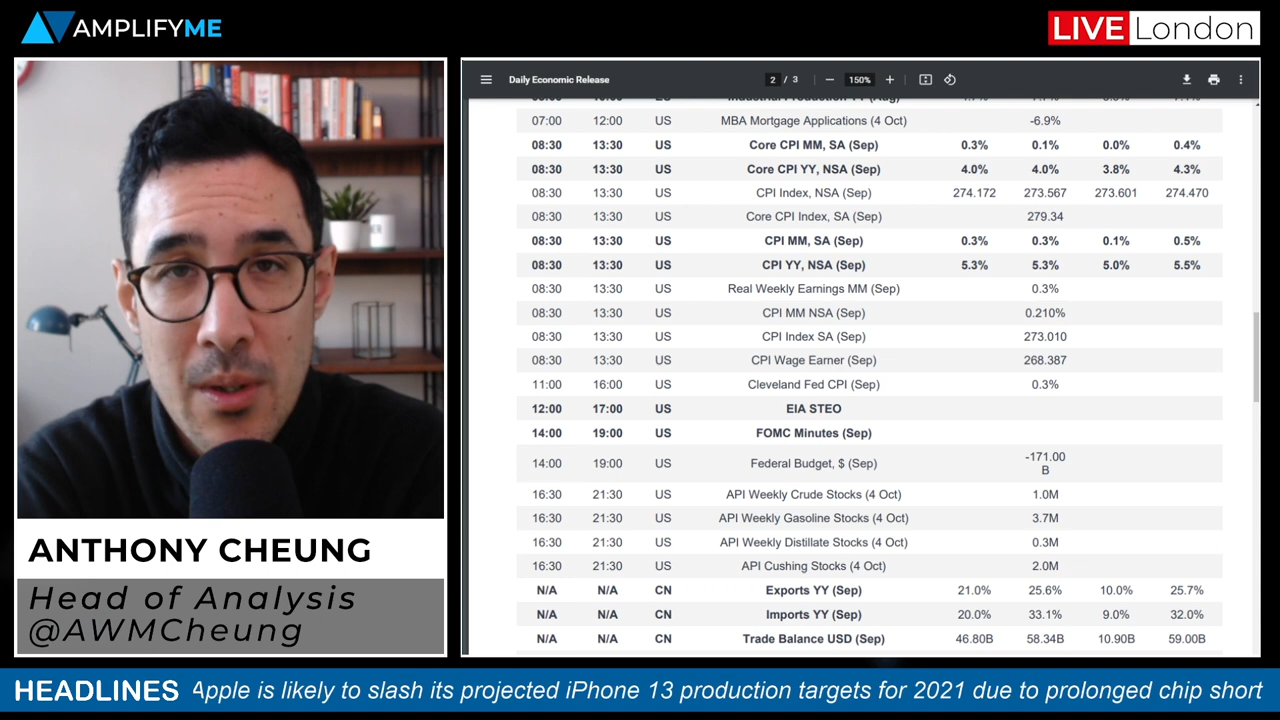 AMPLIFYME
LIVE London
Daily Economic Release
2 / 3
150%
Industrial Production YY (Aug)
07:00 12:00 US MBA Mortgage Applications (4 Oct) -6.9%
08:30 13:30 US Core CPI MM, SA (Sep) 0.3% 0.1% 0.0% 0.4%
08:30 13:30 US Core CPI YY, NSA (Sep) 4.0% 4.0% 3.8% 4.3%
08:30 13:30 US CPI Index, NSA (Sep) 274.172 273.567 273.601 274.470
08:30 13:30 US Core CPI Index, SA (Sep) 279.34
08:30 13:30 US CPI MM, SA (Sep) 0.3% 0.3% 0.1% 0.5%
08:30 13:30 US CPI YY, NSA (Sep) 5.3% 5.3% 5.0% 5.5%
08:30 13:30 US Real Weekly Earnings MM (Sep) 0.3%
08:30 13:30 US CPI MM NSA (Sep) 0.210%
08:30 13:30 US CPI Index SA (Sep) 273.010
08:30 13:30 US CPI Wage Earner (Sep) 268.387
11:00 16:00 US Cleveland Fed CPI (Sep) 0.3%
12:00 17:00 US EIA STEO
14:00 19:00 US FOMC Minutes (Sep)
14:00 19:00 US Federal Budget, $ (Sep) -171.00
B
16:30 21:30 US API Weekly Crude Stocks (4 Oct) 1.0M
16:30 21:30 US API Weekly Gasoline Stocks (4 Oct) 3.7M
16:30 21:30 US API Weekly Distillate Stocks (4 Oct) 0.3M
16:30 21:30 US API Cushing Stocks (4 Oct) 2.0M
N/A N/A CN Exports YY (Sep) 21.0% 25.6% 10.0% 25.7%
N/A N/A CN Imports YY (Sep) 20.0% 33.1% 9.0% 32.0%
N/A N/A CN Trade Balance USD (Sep) 46.80B 58.34B 10.90B 59.00B
ANTHONY CHEUNG
Head of Analysis
@AWMCheung
HEADLINES Apple is likely to slash its projected iPhone 13 production targets for 2021 due to prolonged chip short